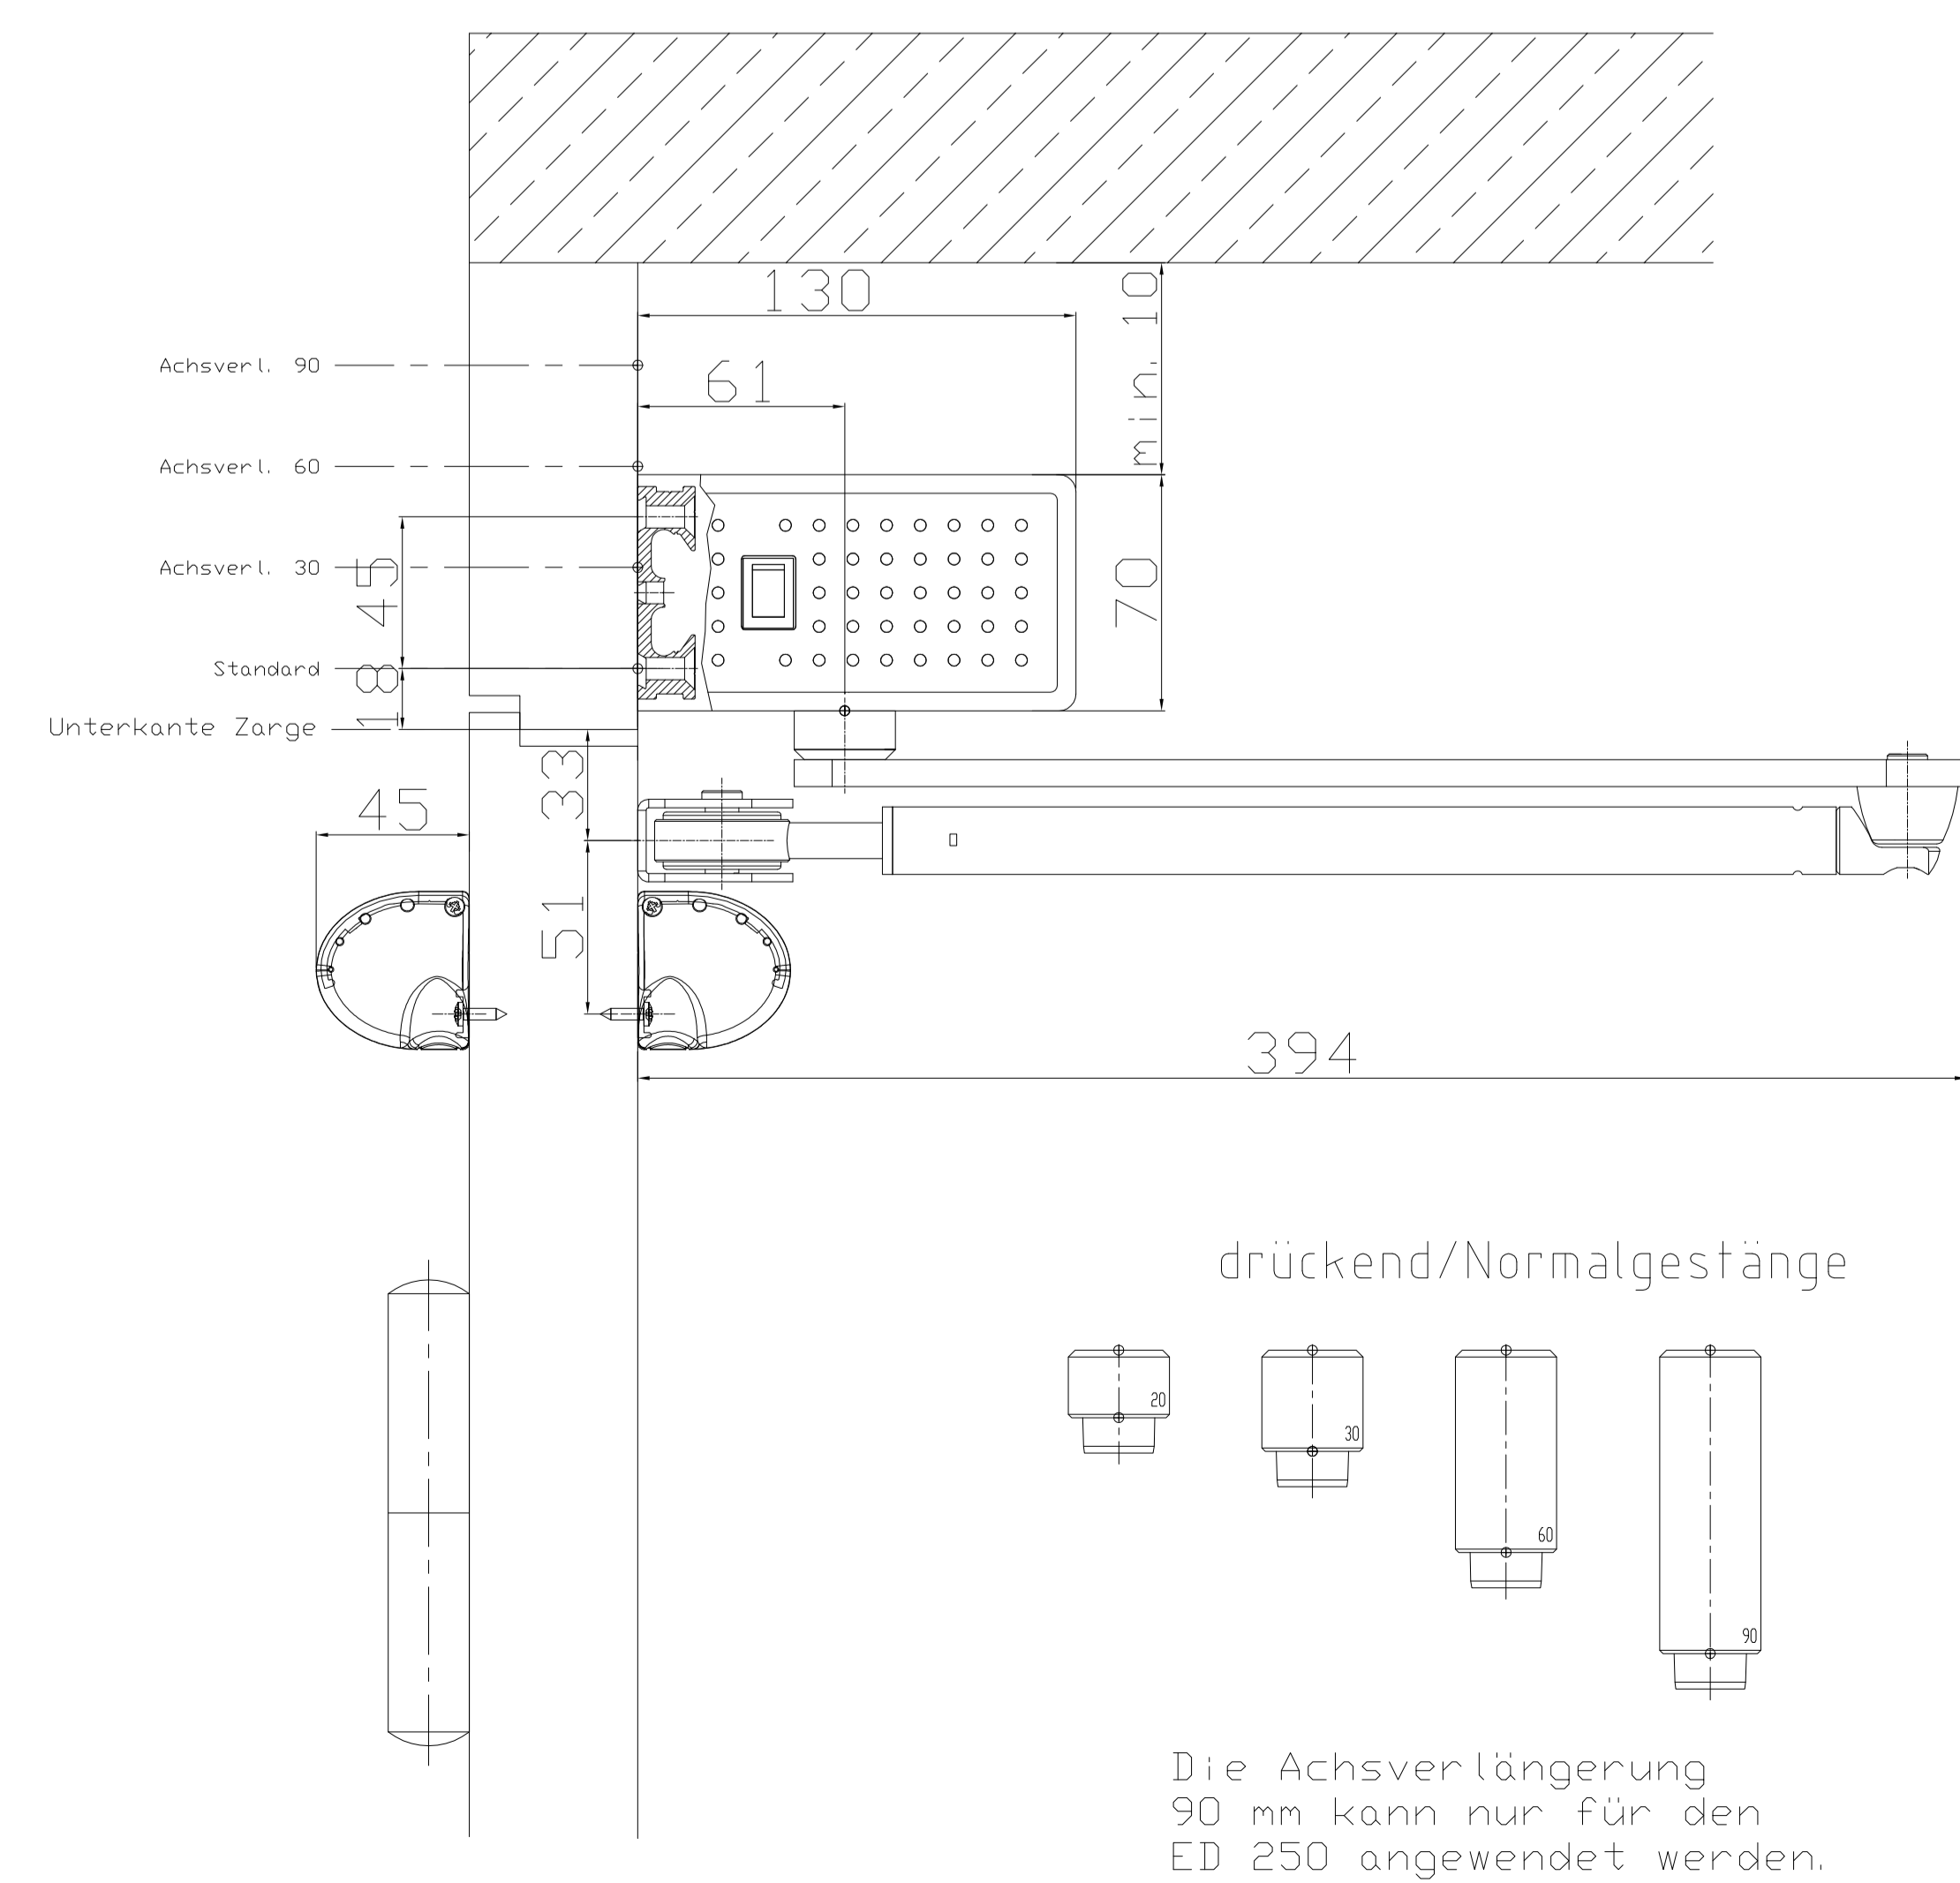 130
min. 10
61
Achsverl. 90
Achsverl. 60
Achsverl. 30
Standard
Unterkante Zarge
45
18
70
33
45
51
394
drückend/Normalgestänge
20
30
60
90
Die Achsverlängerung
90 mm kann nur für den
ED 250 angewendet werden.